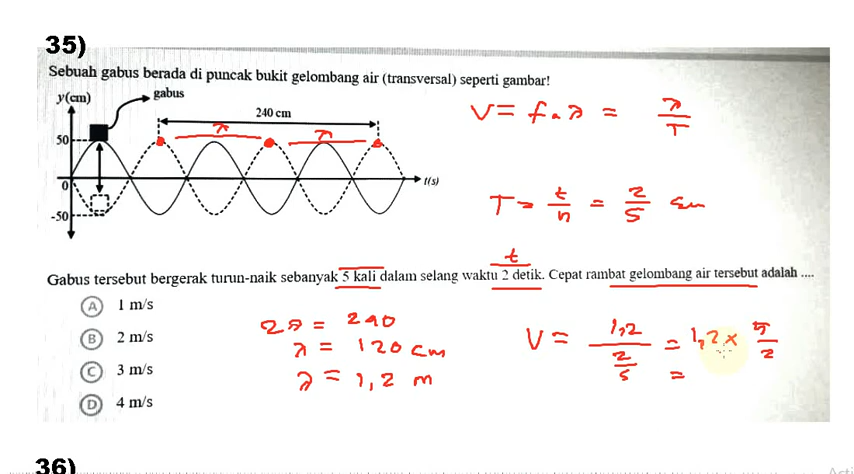 35)
Sebuah gabus berada di puncak bukit gelombang air (transversal) seperti gambar!
y(cm)
gabus
240 cm
V = f . λ = λ/T
50
λ λ
0
t(s)
-50
T = t/n = 2/5 sekon
t
Gabus tersebut bergerak turun-naik sebanyak 5 kali dalam selang waktu 2 detik. Cepat rambat gelombang air tersebut adalah ....
A 1 m/s
B 2 m/s
C 3 m/s
D 4 m/s
2λ = 240
λ = 120 cm
λ = 1,2 m
V = 1,2 / 2/5 = 1,2 x 5/2
=
36)